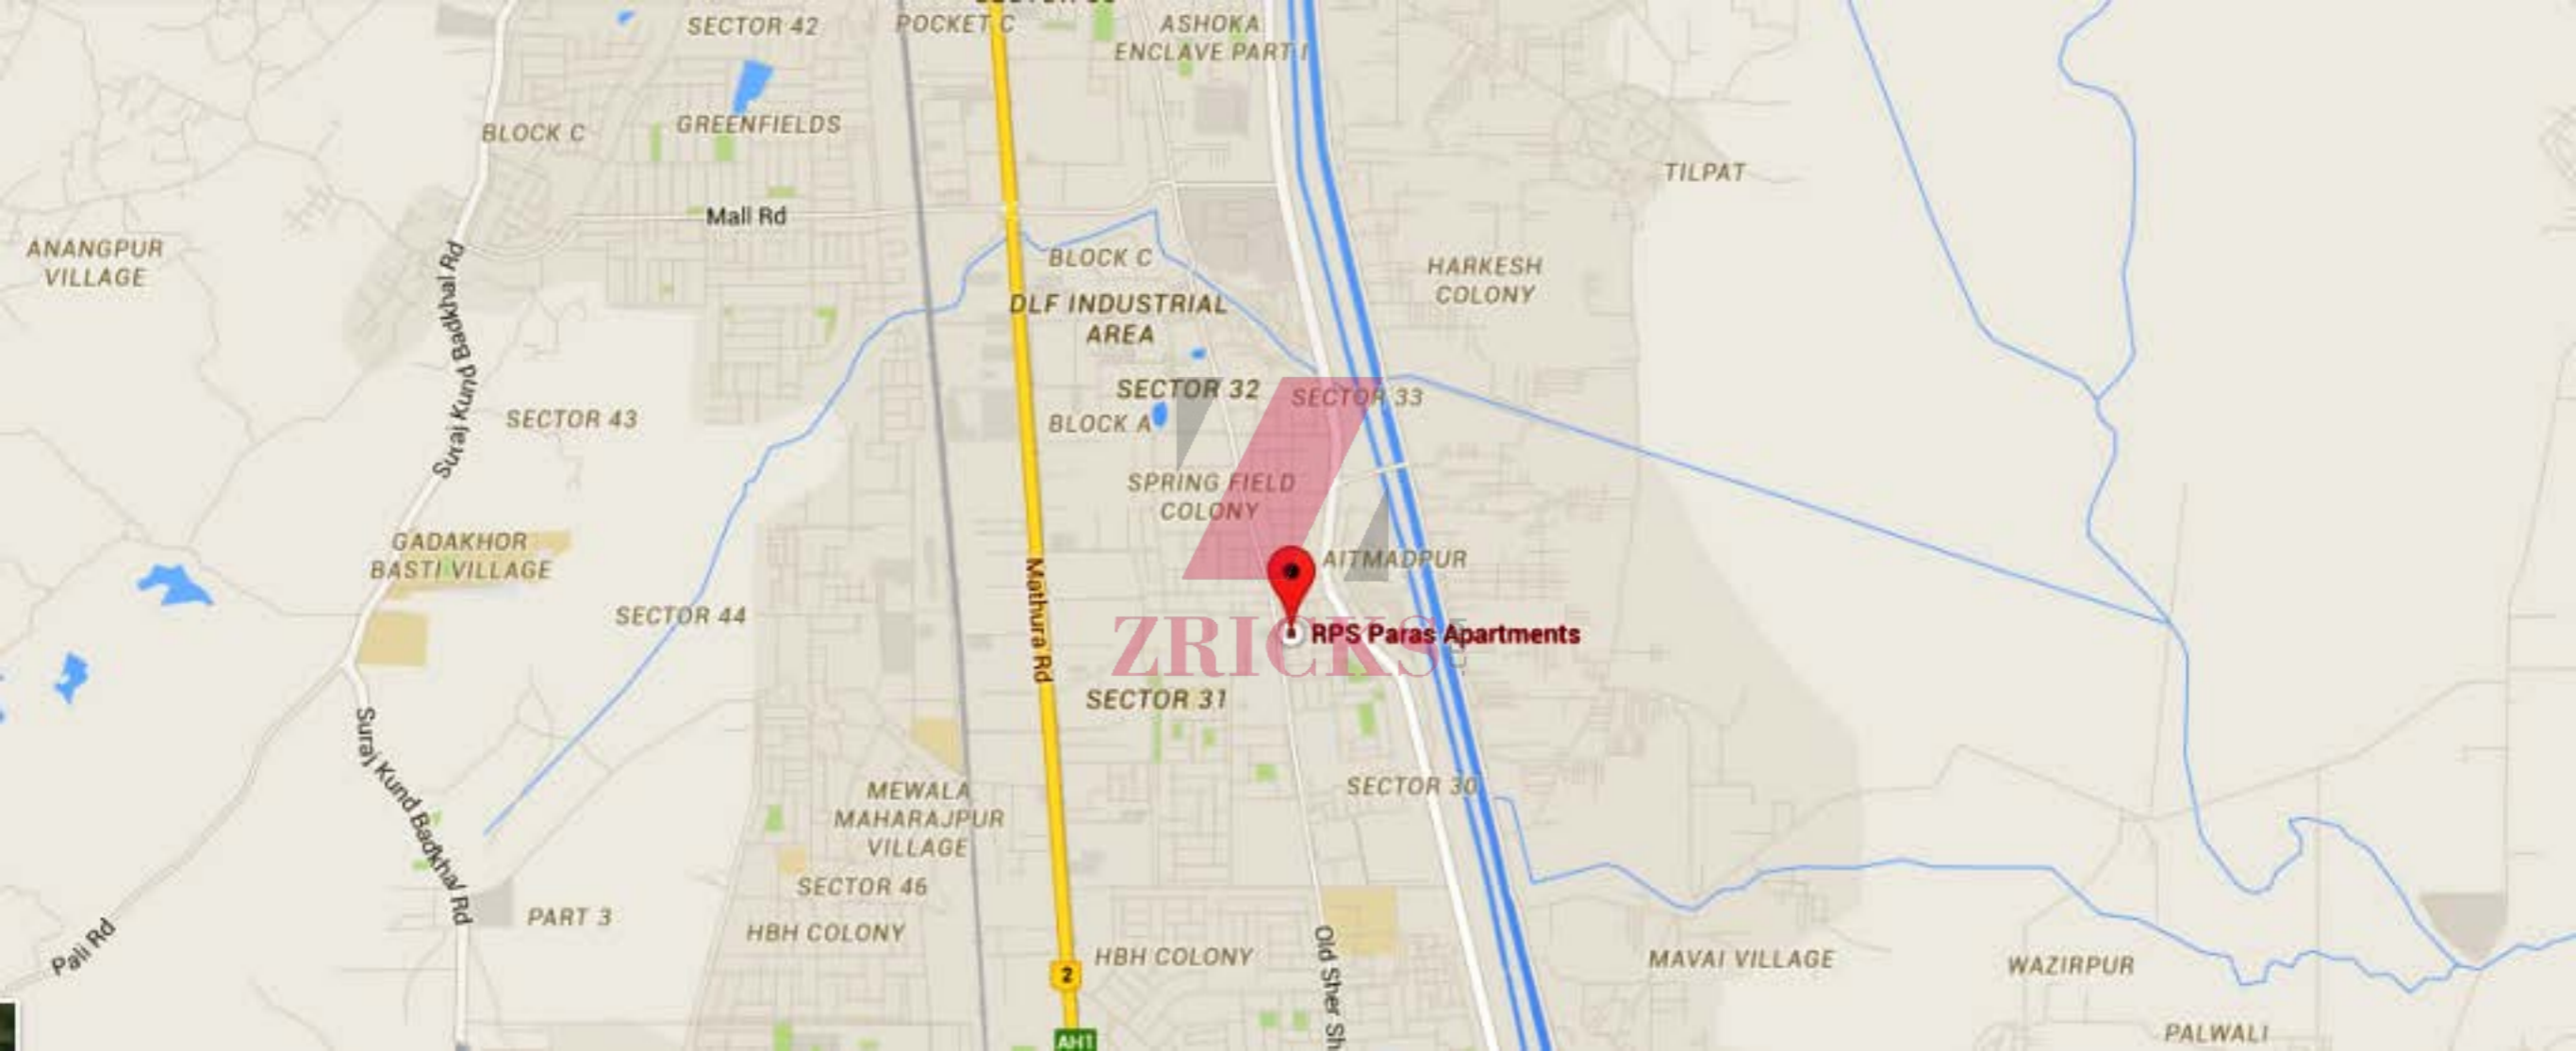 SECTOR 42
POCKET C
ASHOKA
ENCLAVE PART I
BLOCK C
GREENFIELDS
TILPAT
Mall Rd
ANANGPUR
VILLAGE
Suraj Kund Badkhal Rd
BLOCK C
HARKESH
COLONY
DLF INDUSTRIAL
AREA
SECTOR 32
SECTOR 33
SECTOR 43
BLOCK A
SPRING FIELD
COLONY
GADAKHOR
BASTI VILLAGE
AITMADPUR
Mathura Rd
SECTOR 44
RPS Paras Apartments
ZRICKS
SECTOR 31
Suraj Kund Badkhal Rd
SECTOR 30
MEWALA
MAHARAJPUR
VILLAGE
SECTOR 46
PART 3
HBH COLONY
Pali Rd
HBH COLONY
Old Sher Sh
MAVAI VILLAGE
WAZIRPUR
2
PALWALI
AH1